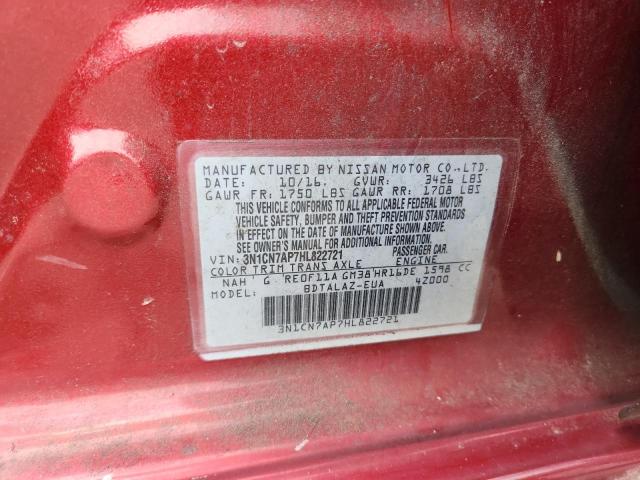 MANUFACTURED BY NISSAN MOTOR CO.,LTD.
DATE: 10/16 GVWR: 3426 LBS
GAWR FR: 1750 LBS GAWR RR: 1708 LBS
THIS VEHICLE CONFORMS TO ALL APPLICABLE FEDERAL MOTOR
VEHICLE SAFETY, BUMPER AND THEFT PREVENTION STANDARDS
IN EFFECT ON THE DATE OF MANUFACTURE SHOWN ABOVE.
SEE OWNER'S MANUAL FOR ADDITIONAL INFORMATION.
VIN: 3N1CN7AP7HL822721 PASSENGER CAR.
COLOR TRIM TRANS AXLE ENGINE
NAH G RE0F11A GM38 HR16DE 1598 CC
MODEL: BDTALAZ-EUA 4Z000
3N1CN7AP7HL822721